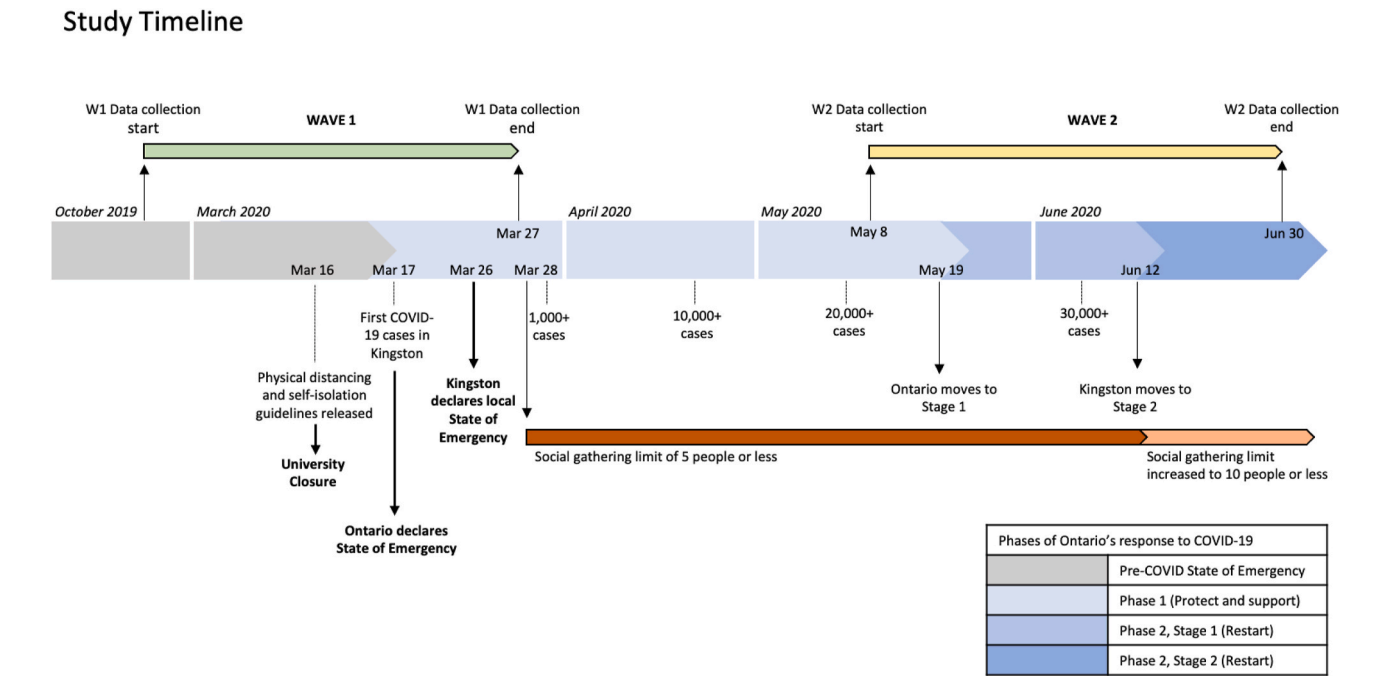 Study Timeline
W1 Data collection
start
WAVE 1
W1 Data collection
end
W2 Data collection
start
WAVE 2
W2 Data collection
end
October 2019
March 2020
April 2020
May 2020
June 2020
Mar 27
May 8
Jun 30
Mar 16
Mar 17
Mar 26
Mar 28
May 19
Jun 12
First COVID-
19 cases in
Kingston
1,000+
cases
10,000+
cases
20,000+
cases
30,000+
cases
Physical distancing
and self-isolation
guidelines released
University
Closure
Ontario declares
State of Emergency
Kingston
declares local
State of
Emergency
Ontario moves to
Stage 1
Kingston moves to
Stage 2
Social gathering limit of 5 people or less
Social gathering limit
increased to 10 people or less
Phases of Ontario's response to COVID-19
Pre-COVID State of Emergency
Phase 1 (Protect and support)
Phase 2, Stage 1 (Restart)
Phase 2, Stage 2 (Restart)